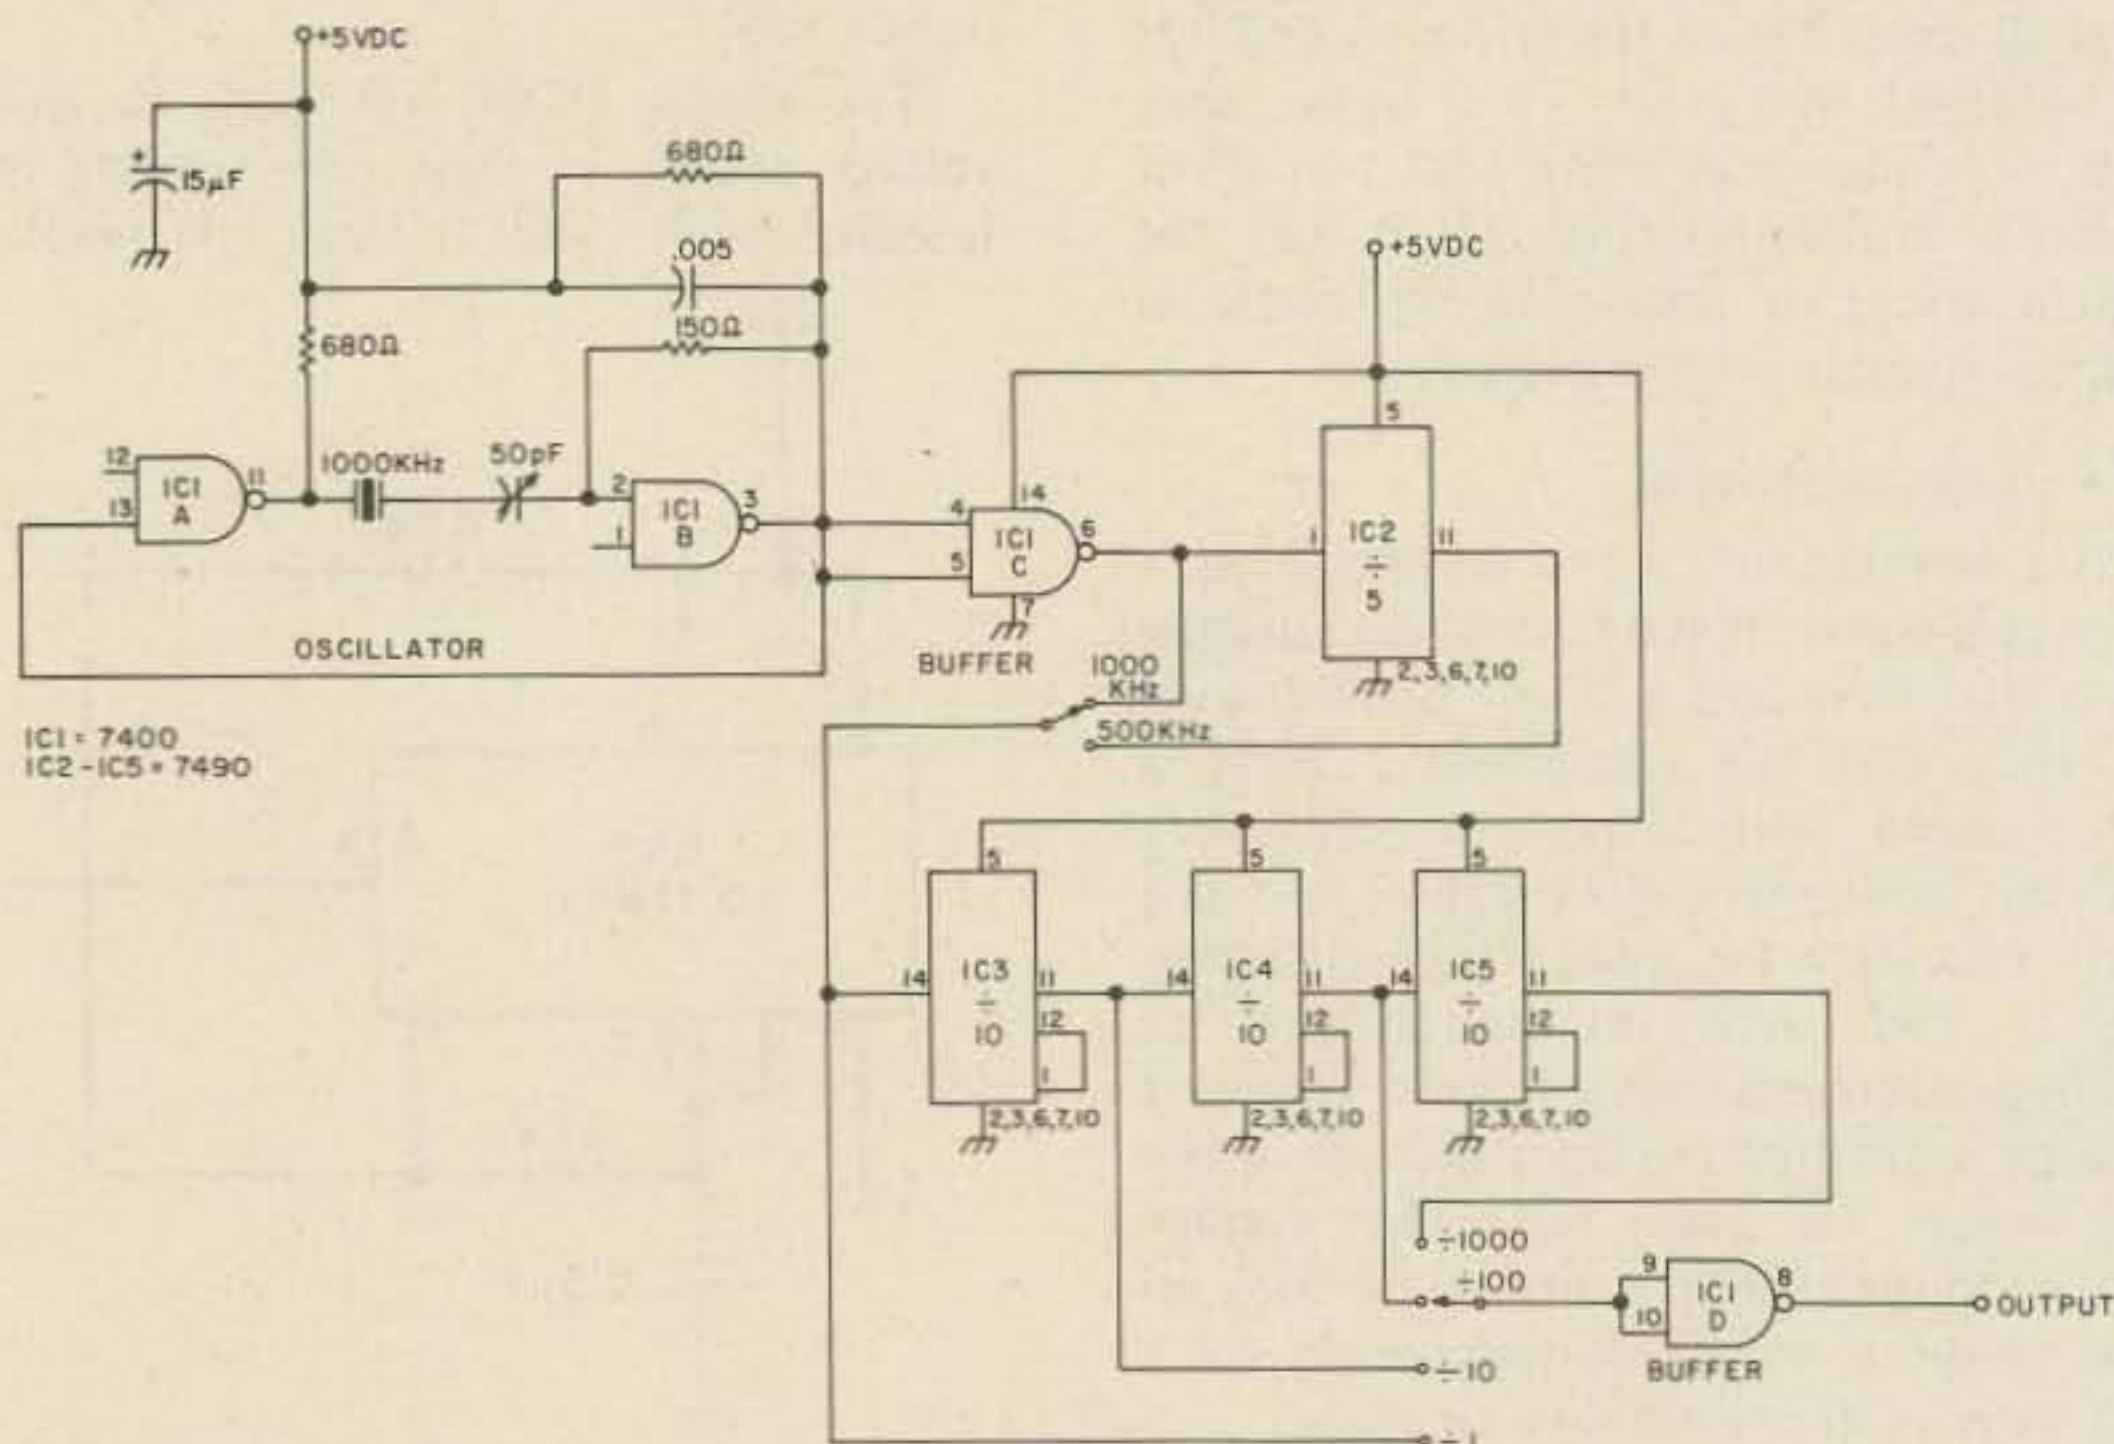 +5VDC
15µF
+
680Ω
.005
150Ω
680Ω
+5VDC
12
13
IC1
A
11
1000KHz
50pF
2
1
IC1
B
3
4
5
14
IC1
C
6
7
BUFFER
OSCILLATOR
5
1
IC2
÷
5
11
2,3,6,7,10
1000
KHz
500KHz
IC1 = 7400
IC2-IC5 = 7490
5
14
IC3
÷
10
11
12
1
2,3,6,7,10
5
14
IC4
÷
10
11
12
1
2,3,6,7,10
5
14
IC5
÷
10
11
12
1
2,3,6,7,10
÷1000
÷100
÷10
÷1
9
10
IC1
D
8
BUFFER
OUTPUT